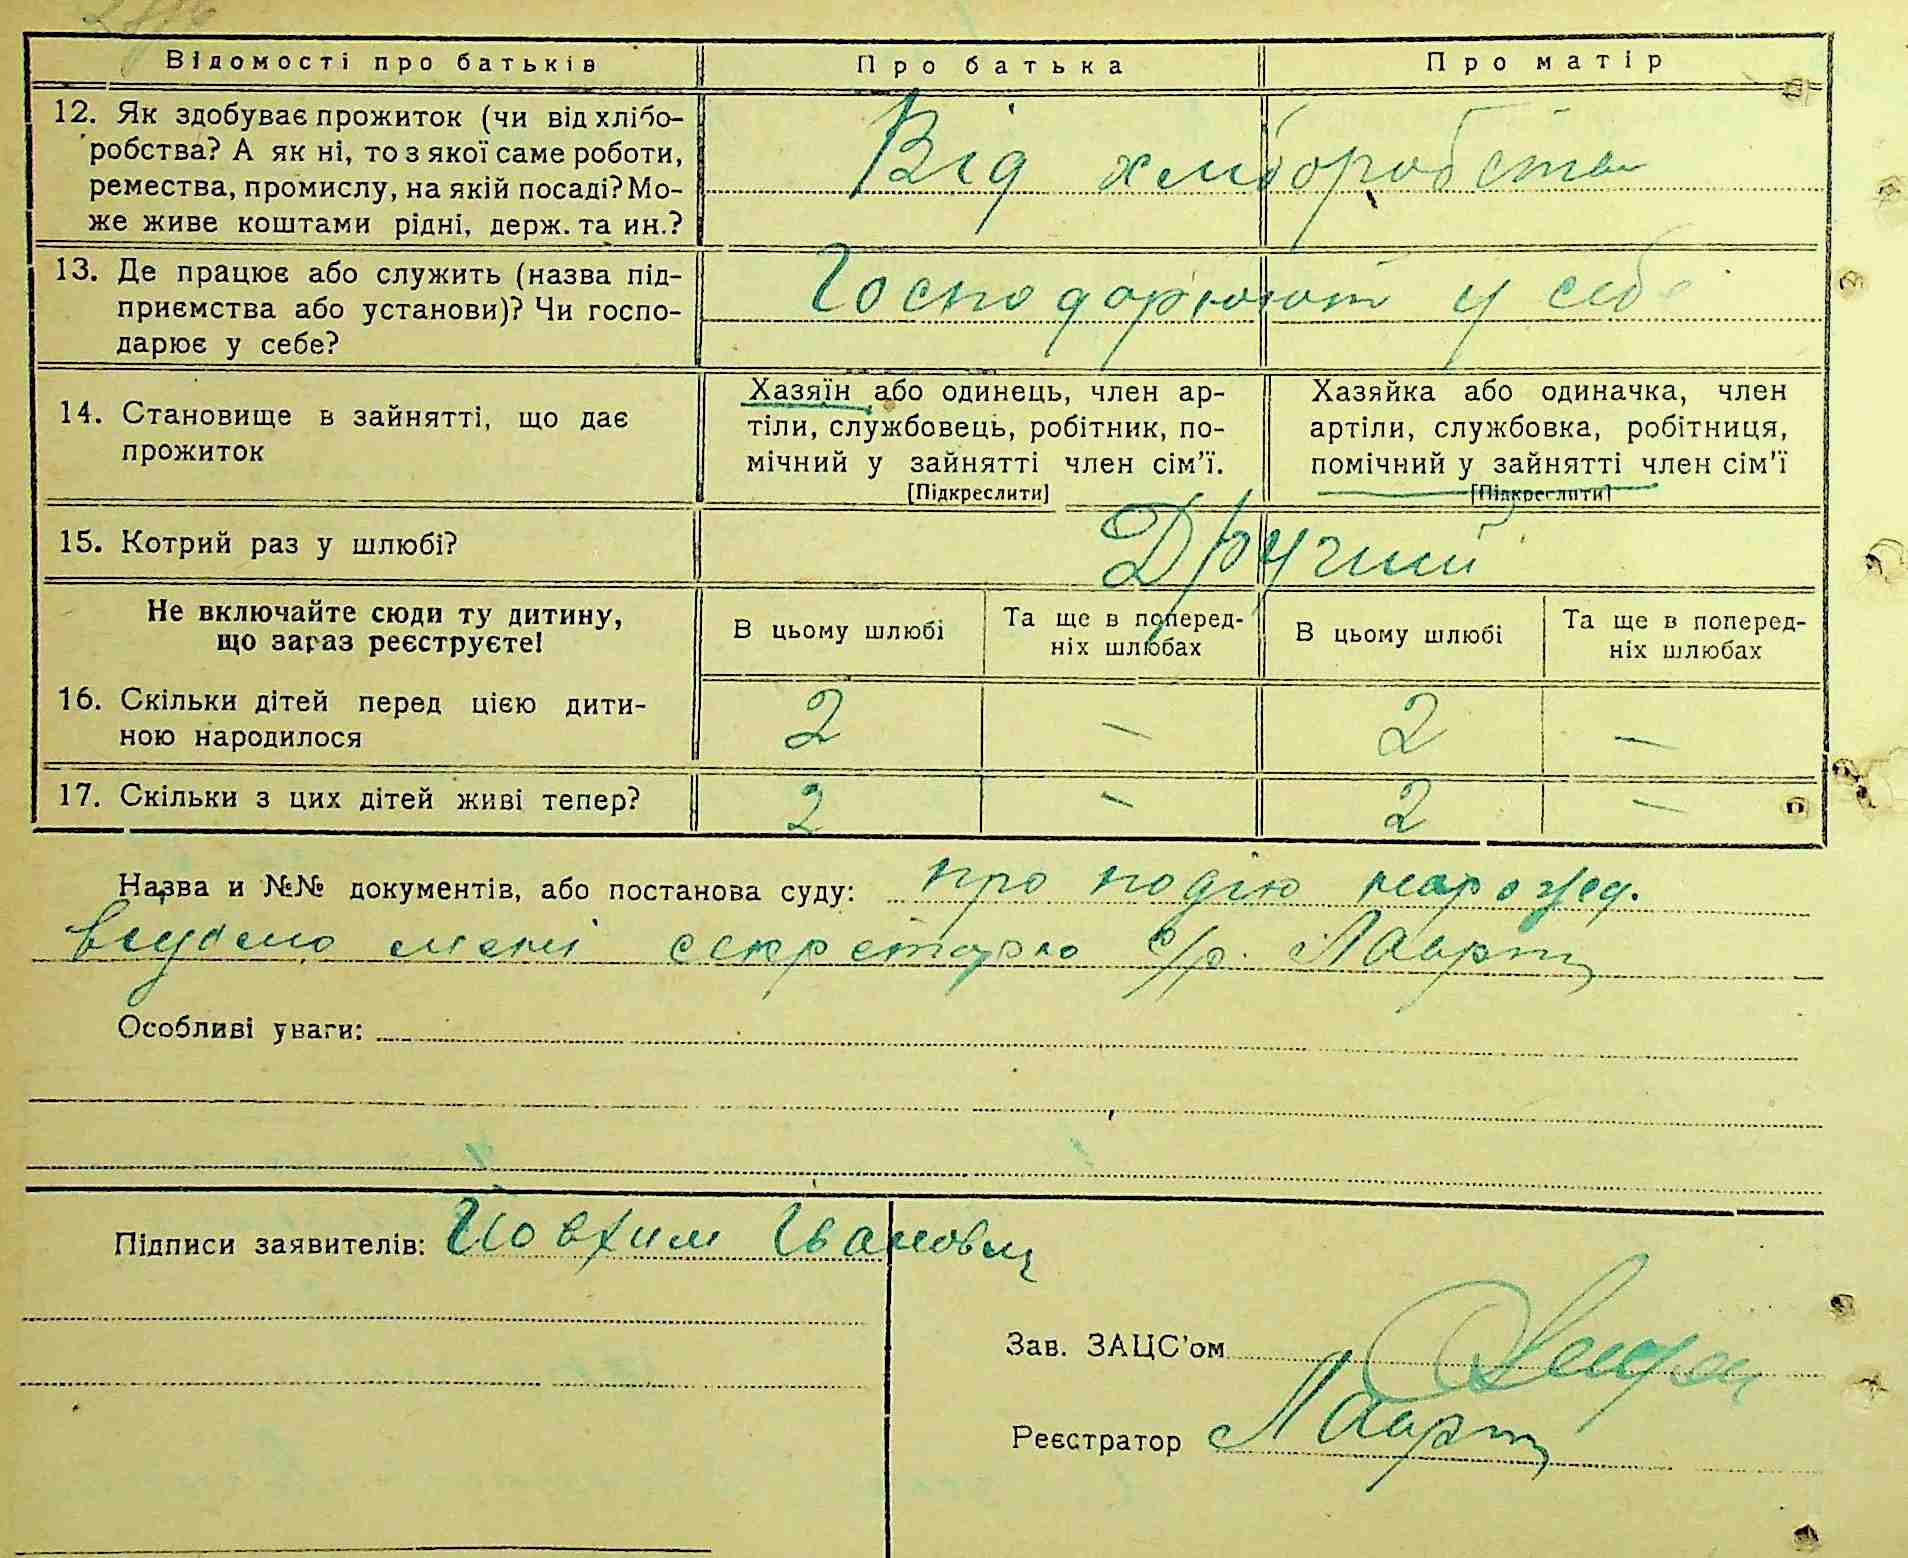 Відомості про батьків Про батька Про матір
12. Як здобуває прожиток (чи від хлібо-
робства? А як ні, то з якої саме роботи,
ремества, промислу, на якій посаді? Мо-
же живе коштами рідні, держ. та ин.?
Від хліборобства
13. Де працює або служить (назва під-
приємства або установи)? Чи госпо-
дарює у себе?
Господарюют у себе
14. Становище в зайнятті, що дає
прожиток
Хазяїн або одинець, член ар-
тіли, службовець, робітник, по-
мічний у зайнятті член сім'ї.
[Підкреслити]
Хазяйка або одиначка, член
артіли, службовка, робітниця,
помічний у зайнятті член сім'ї
[Підкреслити]
15. Котрий раз у шлюбі? Другий
Не включайте сюди ту дитину,
що зараз реєструєте!
В цьому шлюбі
Та ще в поперед-
ніх шлюбах
В цьому шлюбі
Та ще в поперед-
ніх шлюбах
16. Скільки дітей перед цією дити-
ною народилося
2 – 2 –
17. Скільки з цих дітей живі тепер? 2 – 2 –
Назва и №№ документів, або постанова суду: про подію нарожд.
мені секретарю с/р.
Особливі уваги:
Підписи заявителів: Йовхим Іванович
Зав. ЗАЦС'ом
Реєстратор